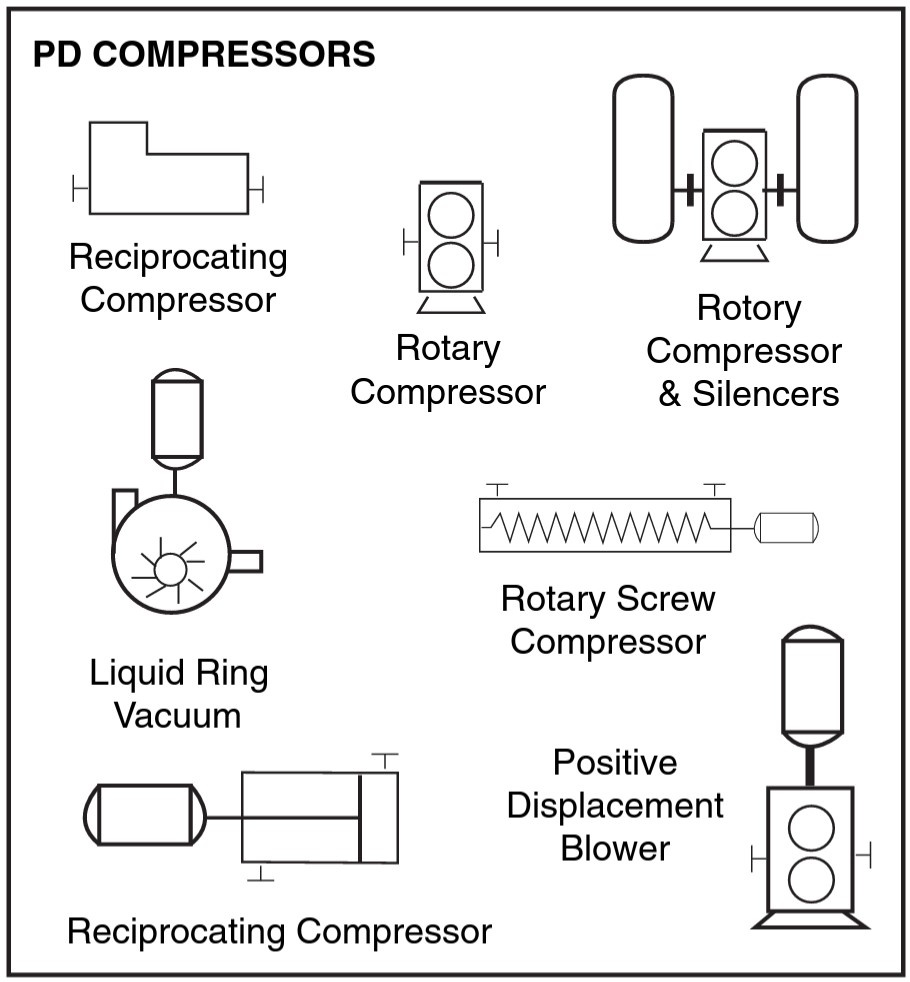 PD COMPRESSORS
Reciprocating
Compressor
Rotary
Compressor
Rotory
Compressor
& Silencers
Liquid Ring
Vacuum
Rotary Screw
Compressor
Positive
Displacement
Blower
Reciprocating Compressor